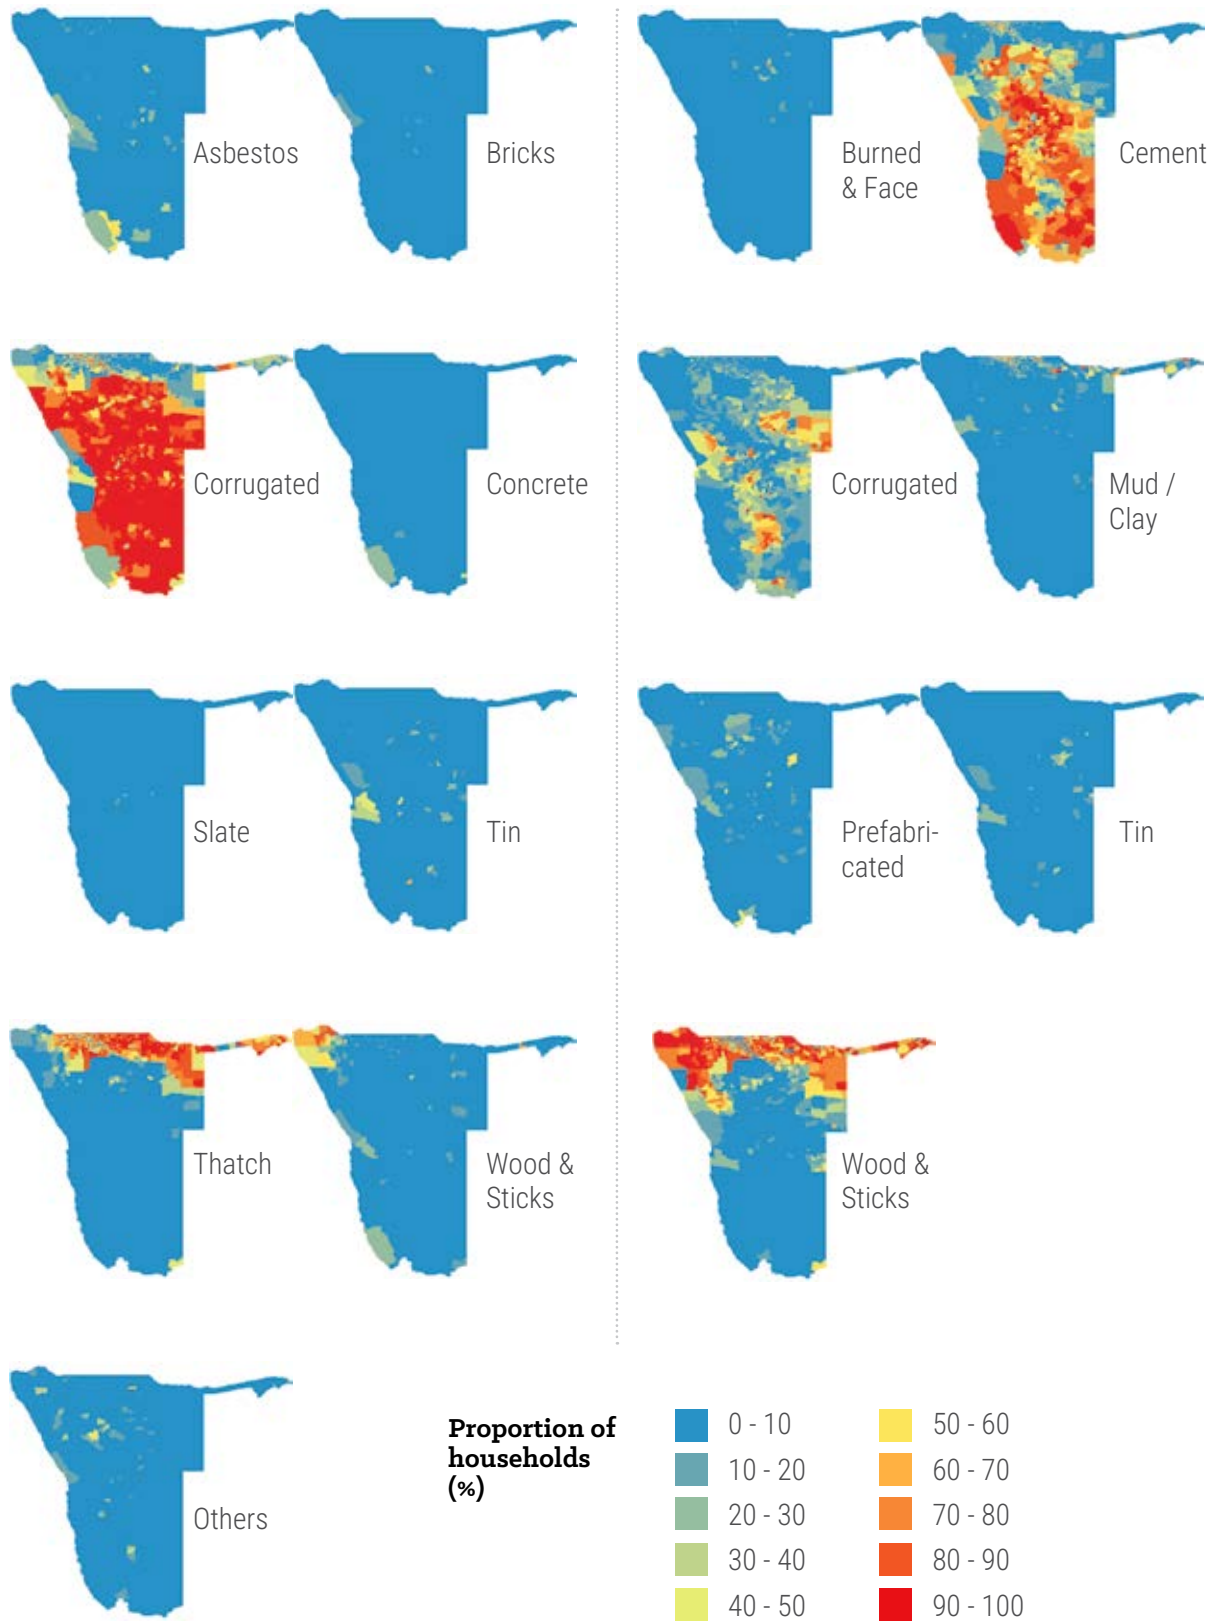 Asbestos
Bricks
Burned
& Face
Cement
Corrugated
Concrete
Corrugated
Mud /
Clay
Slate
Tin
Prefabri-
cated
Tin
Thatch
Wood &
Sticks
Wood &
Sticks
Others
Proportion of
households
(%)
0 - 10
10 - 20
20 - 30
30 - 40
40 - 50
50 - 60
60 - 70
70 - 80
80 - 90
90 - 100